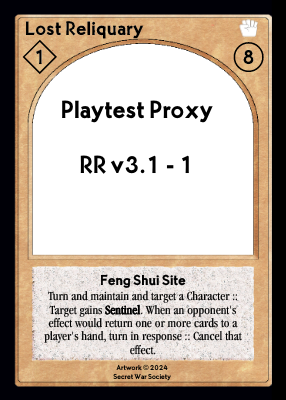 Lost Reliquary
1
8
Playtest Proxy
RR v3.1 - 1
Feng Shui Site
Turn and maintain and target a Character ::
Target gains Sentinel. When an opponent's
effect would return one or more cards to a
player's hand, turn in response :: Cancel that
effect.
Artwork © 2024
Secret War Society